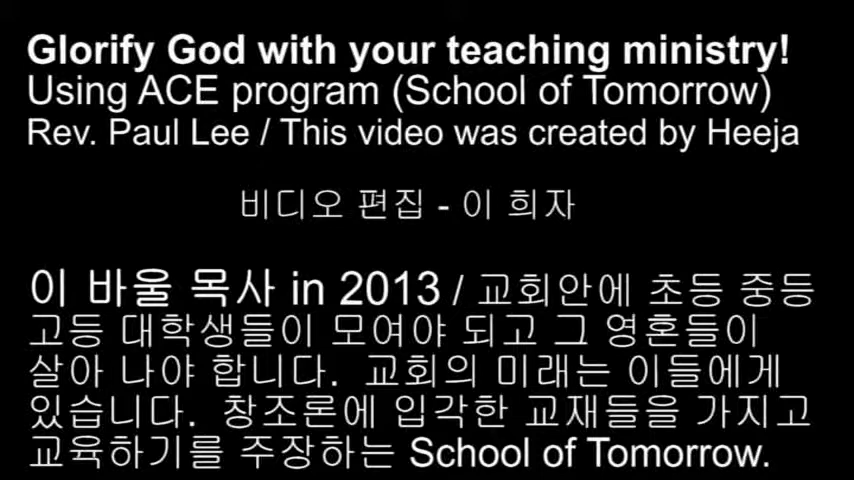 Glorify God with your teaching ministry!
Using ACE program (School of Tomorrow)
Rev. Paul Lee / This video was created by Heeja
비디오 편집 - 이 희자
이 바울 목사 in 2013 / 교회안에 초등 중등
고등 대학생들이 모여야 되고 그 영혼들이
살아 나야 합니다. 교회의 미래는 이들에게
있습니다. 창조론에 입각한 교재들을 가지고
교육하기를 주장하는 School of Tomorrow.